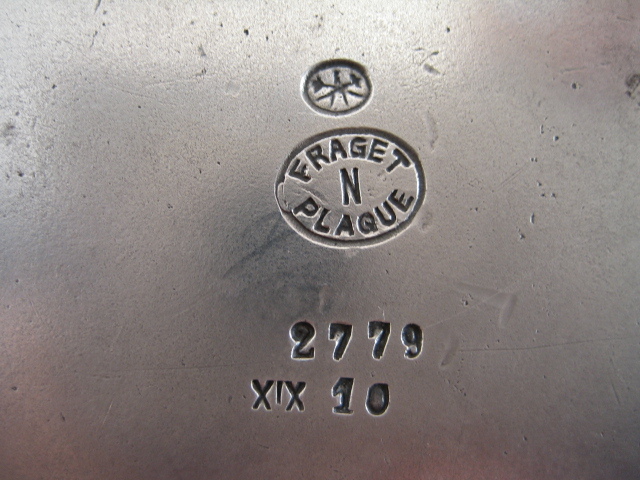 FRAGET
N
PLAQUE
2779
XIX 10